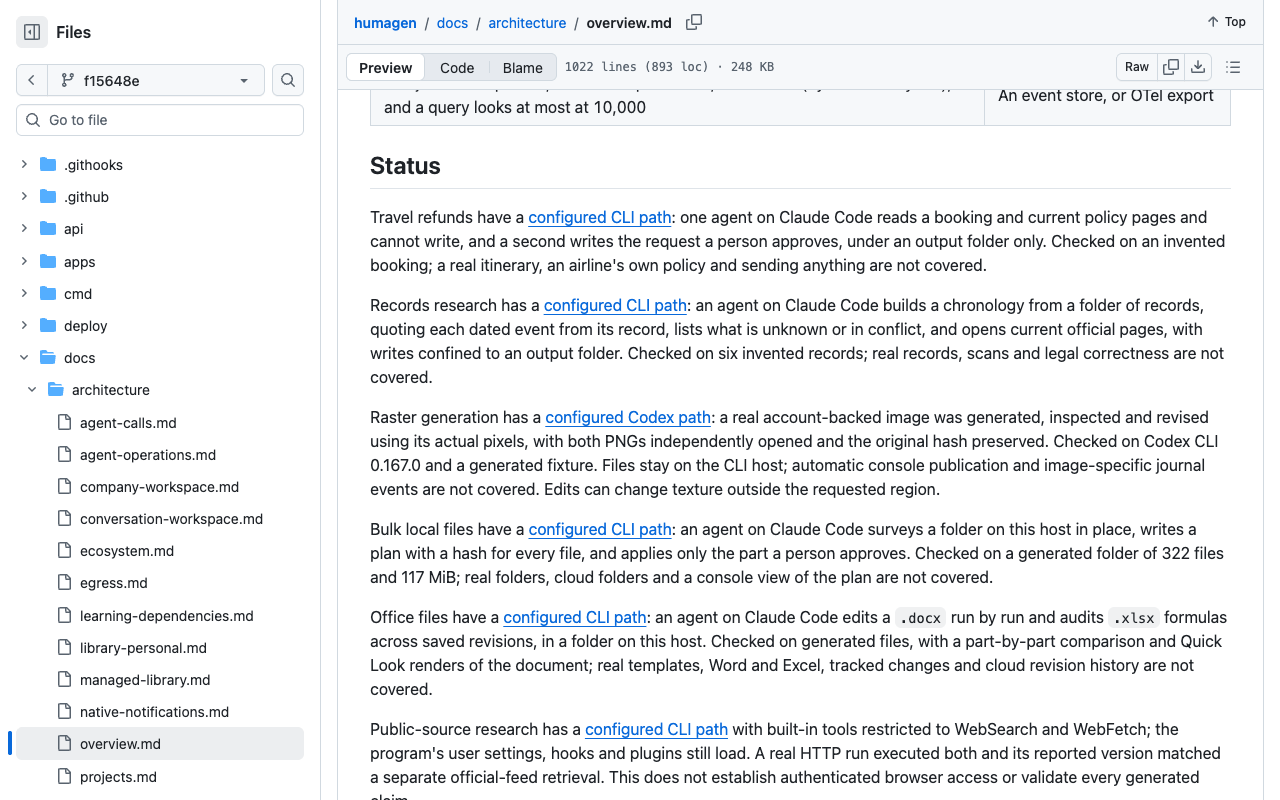 Files
humagen / docs / architecture / overview.md
Top
f15648e
Preview Code Blame 1022 lines (893 loc) · 248 KB
Raw
Go to file
.githooks
.github
api
apps
cmd
deploy
docs
architecture
agent-calls.md
agent-operations.md
company-workspace.md
conversation-workspace.md
ecosystem.md
egress.md
learning-dependencies.md
library-personal.md
managed-library.md
native-notifications.md
overview.md
projects.md
and a query looks at most at 10,000
An event store, or OTel export
Status
Travel refunds have a configured CLI path: one agent on Claude Code reads a booking and current policy pages and
cannot write, and a second writes the request a person approves, under an output folder only. Checked on an invented
booking; a real itinerary, an airline's own policy and sending anything are not covered.
Records research has a configured CLI path: an agent on Claude Code builds a chronology from a folder of records,
quoting each dated event from its record, lists what is unknown or in conflict, and opens current official pages, with
writes confined to an output folder. Checked on six invented records; real records, scans and legal correctness are not
covered.
Raster generation has a configured Codex path: a real account-backed image was generated, inspected and revised
using its actual pixels, with both PNGs independently opened and the original hash preserved. Checked on Codex CLI
0.167.0 and a generated fixture. Files stay on the CLI host; automatic console publication and image-specific journal
events are not covered. Edits can change texture outside the requested region.
Bulk local files have a configured CLI path: an agent on Claude Code surveys a folder on this host in place, writes a
plan with a hash for every file, and applies only the part a person approves. Checked on a generated folder of 322 files
and 117 MiB; real folders, cloud folders and a console view of the plan are not covered.
Office files have a configured CLI path: an agent on Claude Code edits a .docx run by run and audits .xlsx formulas
across saved revisions, in a folder on this host. Checked on generated files, with a part-by-part comparison and Quick
Look renders of the document; real templates, Word and Excel, tracked changes and cloud revision history are not
covered.
Public-source research has a configured CLI path with built-in tools restricted to WebSearch and WebFetch; the
program's user settings, hooks and plugins still load. A real HTTP run executed both and its reported version matched
a separate official-feed retrieval. This does not establish authenticated browser access or validate every generated